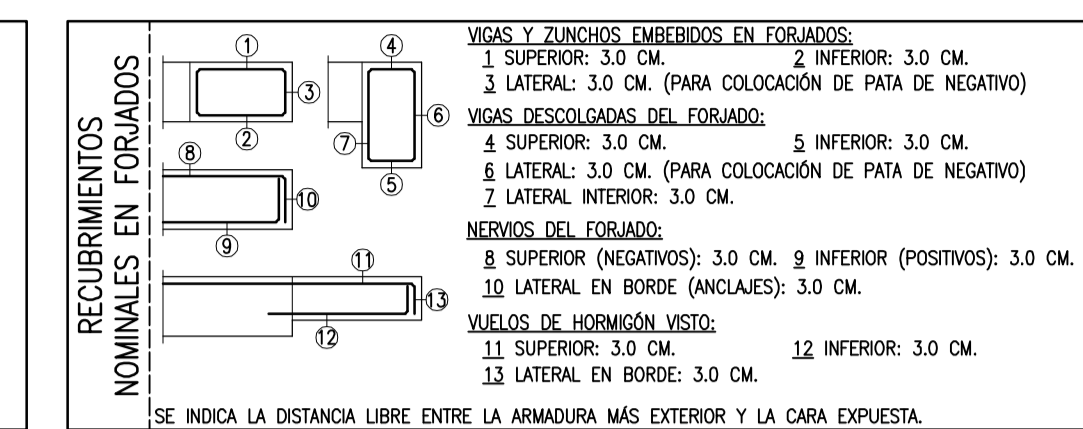 RECUBRIMIENTOS
NOMINALES EN FORJADOS
1
2
3
4
5
6
7
8
9
10
11
12
13
VIGAS Y ZUNCHOS EMBEBIDOS EN FORJADOS:
1 SUPERIOR: 3.0 CM. 2 INFERIOR: 3.0 CM.
3 LATERAL: 3.0 CM. (PARA COLOCACIÓN DE PATA DE NEGATIVO)
VIGAS DESCOLGADAS DEL FORJADO:
4 SUPERIOR: 3.0 CM. 5 INFERIOR: 3.0 CM.
6 LATERAL: 3.0 CM. (PARA COLOCACIÓN DE PATA DE NEGATIVO)
7 LATERAL INTERIOR: 3.0 CM.
NERVIOS DEL FORJADO:
8 SUPERIOR (NEGATIVOS): 3.0 CM. 9 INFERIOR (POSITIVOS): 3.0 CM.
10 LATERAL EN BORDE (ANCLAJES): 3.0 CM.
VUELOS DE HORMIGÓN VISTO:
11 SUPERIOR: 3.0 CM. 12 INFERIOR: 3.0 CM.
13 LATERAL EN BORDE: 3.0 CM.
SE INDICA LA DISTANCIA LIBRE ENTRE LA ARMADURA MÁS EXTERIOR Y LA CARA EXPUESTA.